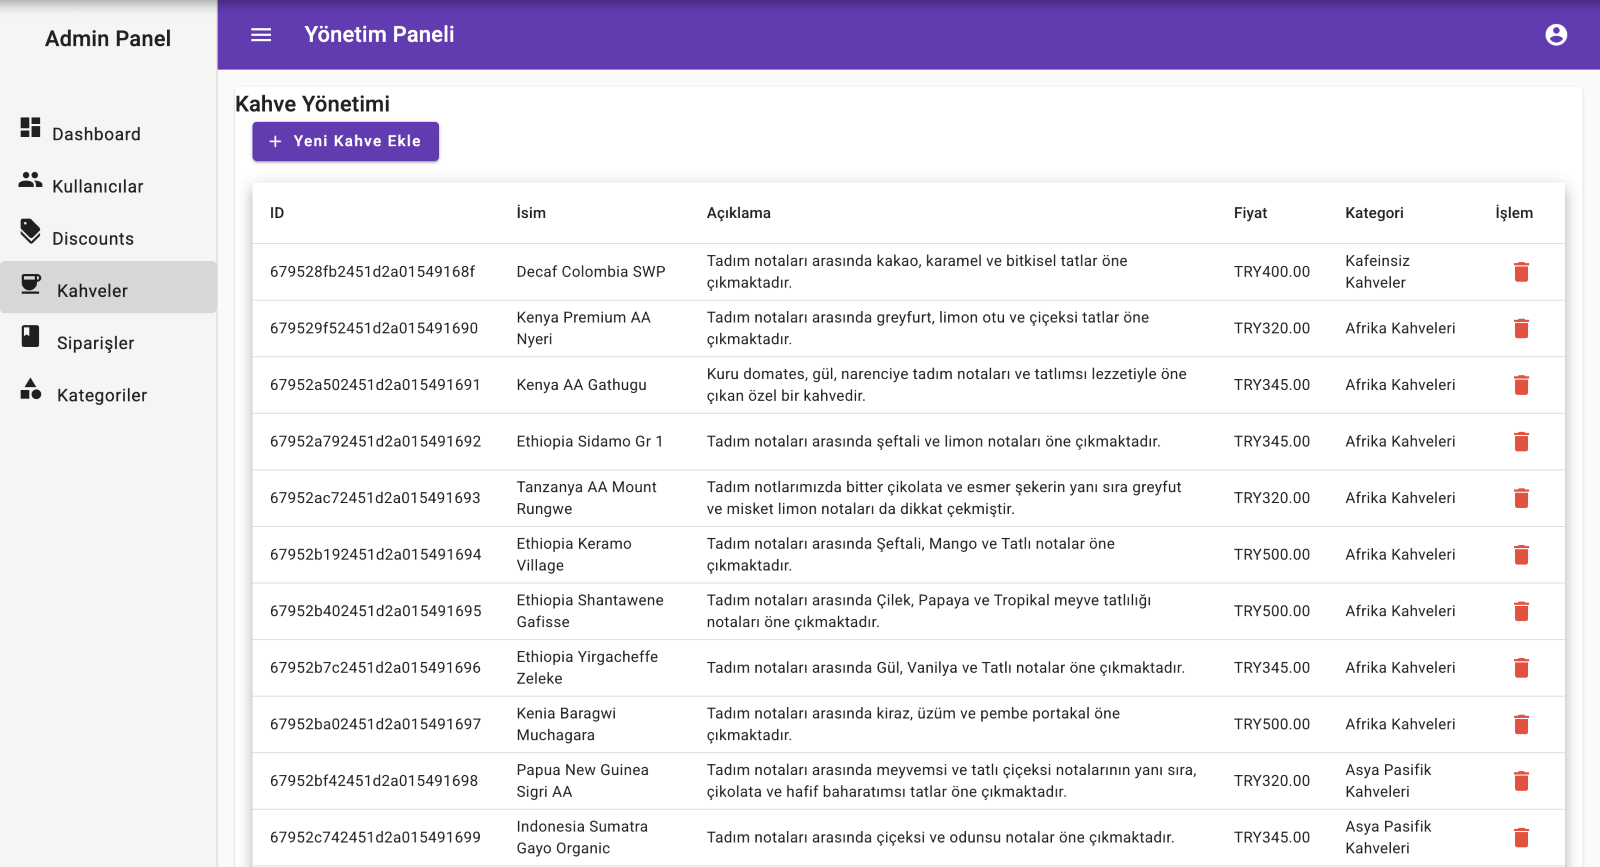 Admin Panel
Dashboard
Kullanıcılar
Discounts
Kahveler
Siparişler
Kategoriler
Yönetim Paneli
Kahve Yönetimi
+ Yeni Kahve Ekle
ID İsim Açıklama Fiyat Kategori İşlem
679528fb2451d2a01549168f Decaf Colombia SWP Tadım notaları arasında kakao, karamel ve bitkisel tatlar öne
çıkmaktadır. TRY400.00 Kafeinsiz
Kahveler
679529f52451d2a015491690 Kenya Premium AA
Nyeri Tadım notaları arasında greyfurt, limon otu ve çiçeksi tatlar öne
çıkmaktadır. TRY320.00 Afrika Kahveleri
67952a502451d2a015491691 Kenya AA Gathugu Kuru domates, gül, narenciye tadım notaları ve tatlımsı lezzetiyle öne
çıkan özel bir kahvedir. TRY345.00 Afrika Kahveleri
67952a792451d2a015491692 Ethiopia Sidamo Gr 1 Tadım notaları arasında şeftali ve limon notaları öne çıkmaktadır. TRY345.00 Afrika Kahveleri
67952ac72451d2a015491693 Tanzanya AA Mount
Rungwe Tadım notlarımızda bitter çikolata ve esmer şekerin yanı sıra greyfut
ve misket limon notaları da dikkat çekmiştir. TRY320.00 Afrika Kahveleri
67952b192451d2a015491694 Ethiopia Keramo
Village Tadım notaları arasında Şeftali, Mango ve Tatlı notalar öne
çıkmaktadır. TRY500.00 Afrika Kahveleri
67952b402451d2a015491695 Ethiopia Shantawene
Gafisse Tadım notaları arasında Çilek, Papaya ve Tropikal meyve tatlılığı
notaları öne çıkmaktadır. TRY500.00 Afrika Kahveleri
67952b7c2451d2a015491696 Ethiopia Yirgacheffe
Zeleke Tadım notaları arasında Gül, Vanilya ve Tatlı notalar öne çıkmaktadır. TRY345.00 Afrika Kahveleri
67952ba02451d2a015491697 Kenia Baragwi
Muchagara Tadım notaları arasında kiraz, üzüm ve pembe portakal öne
çıkmaktadır. TRY500.00 Afrika Kahveleri
67952bf42451d2a015491698 Papua New Guinea
Sigri AA Tadım notaları arasında meyvemsi ve tatlı çiçeksi notalarının yanı sıra,
çikolata ve hafif baharatımsı tatlar öne çıkmaktadır. TRY320.00 Asya Pasifik
Kahveleri
67952c742451d2a015491699 Indonesia Sumatra
Gayo Organic Tadım notaları arasında çiçeksi ve odunsu notalar öne çıkmaktadır. TRY345.00 Asya Pasifik
Kahveleri